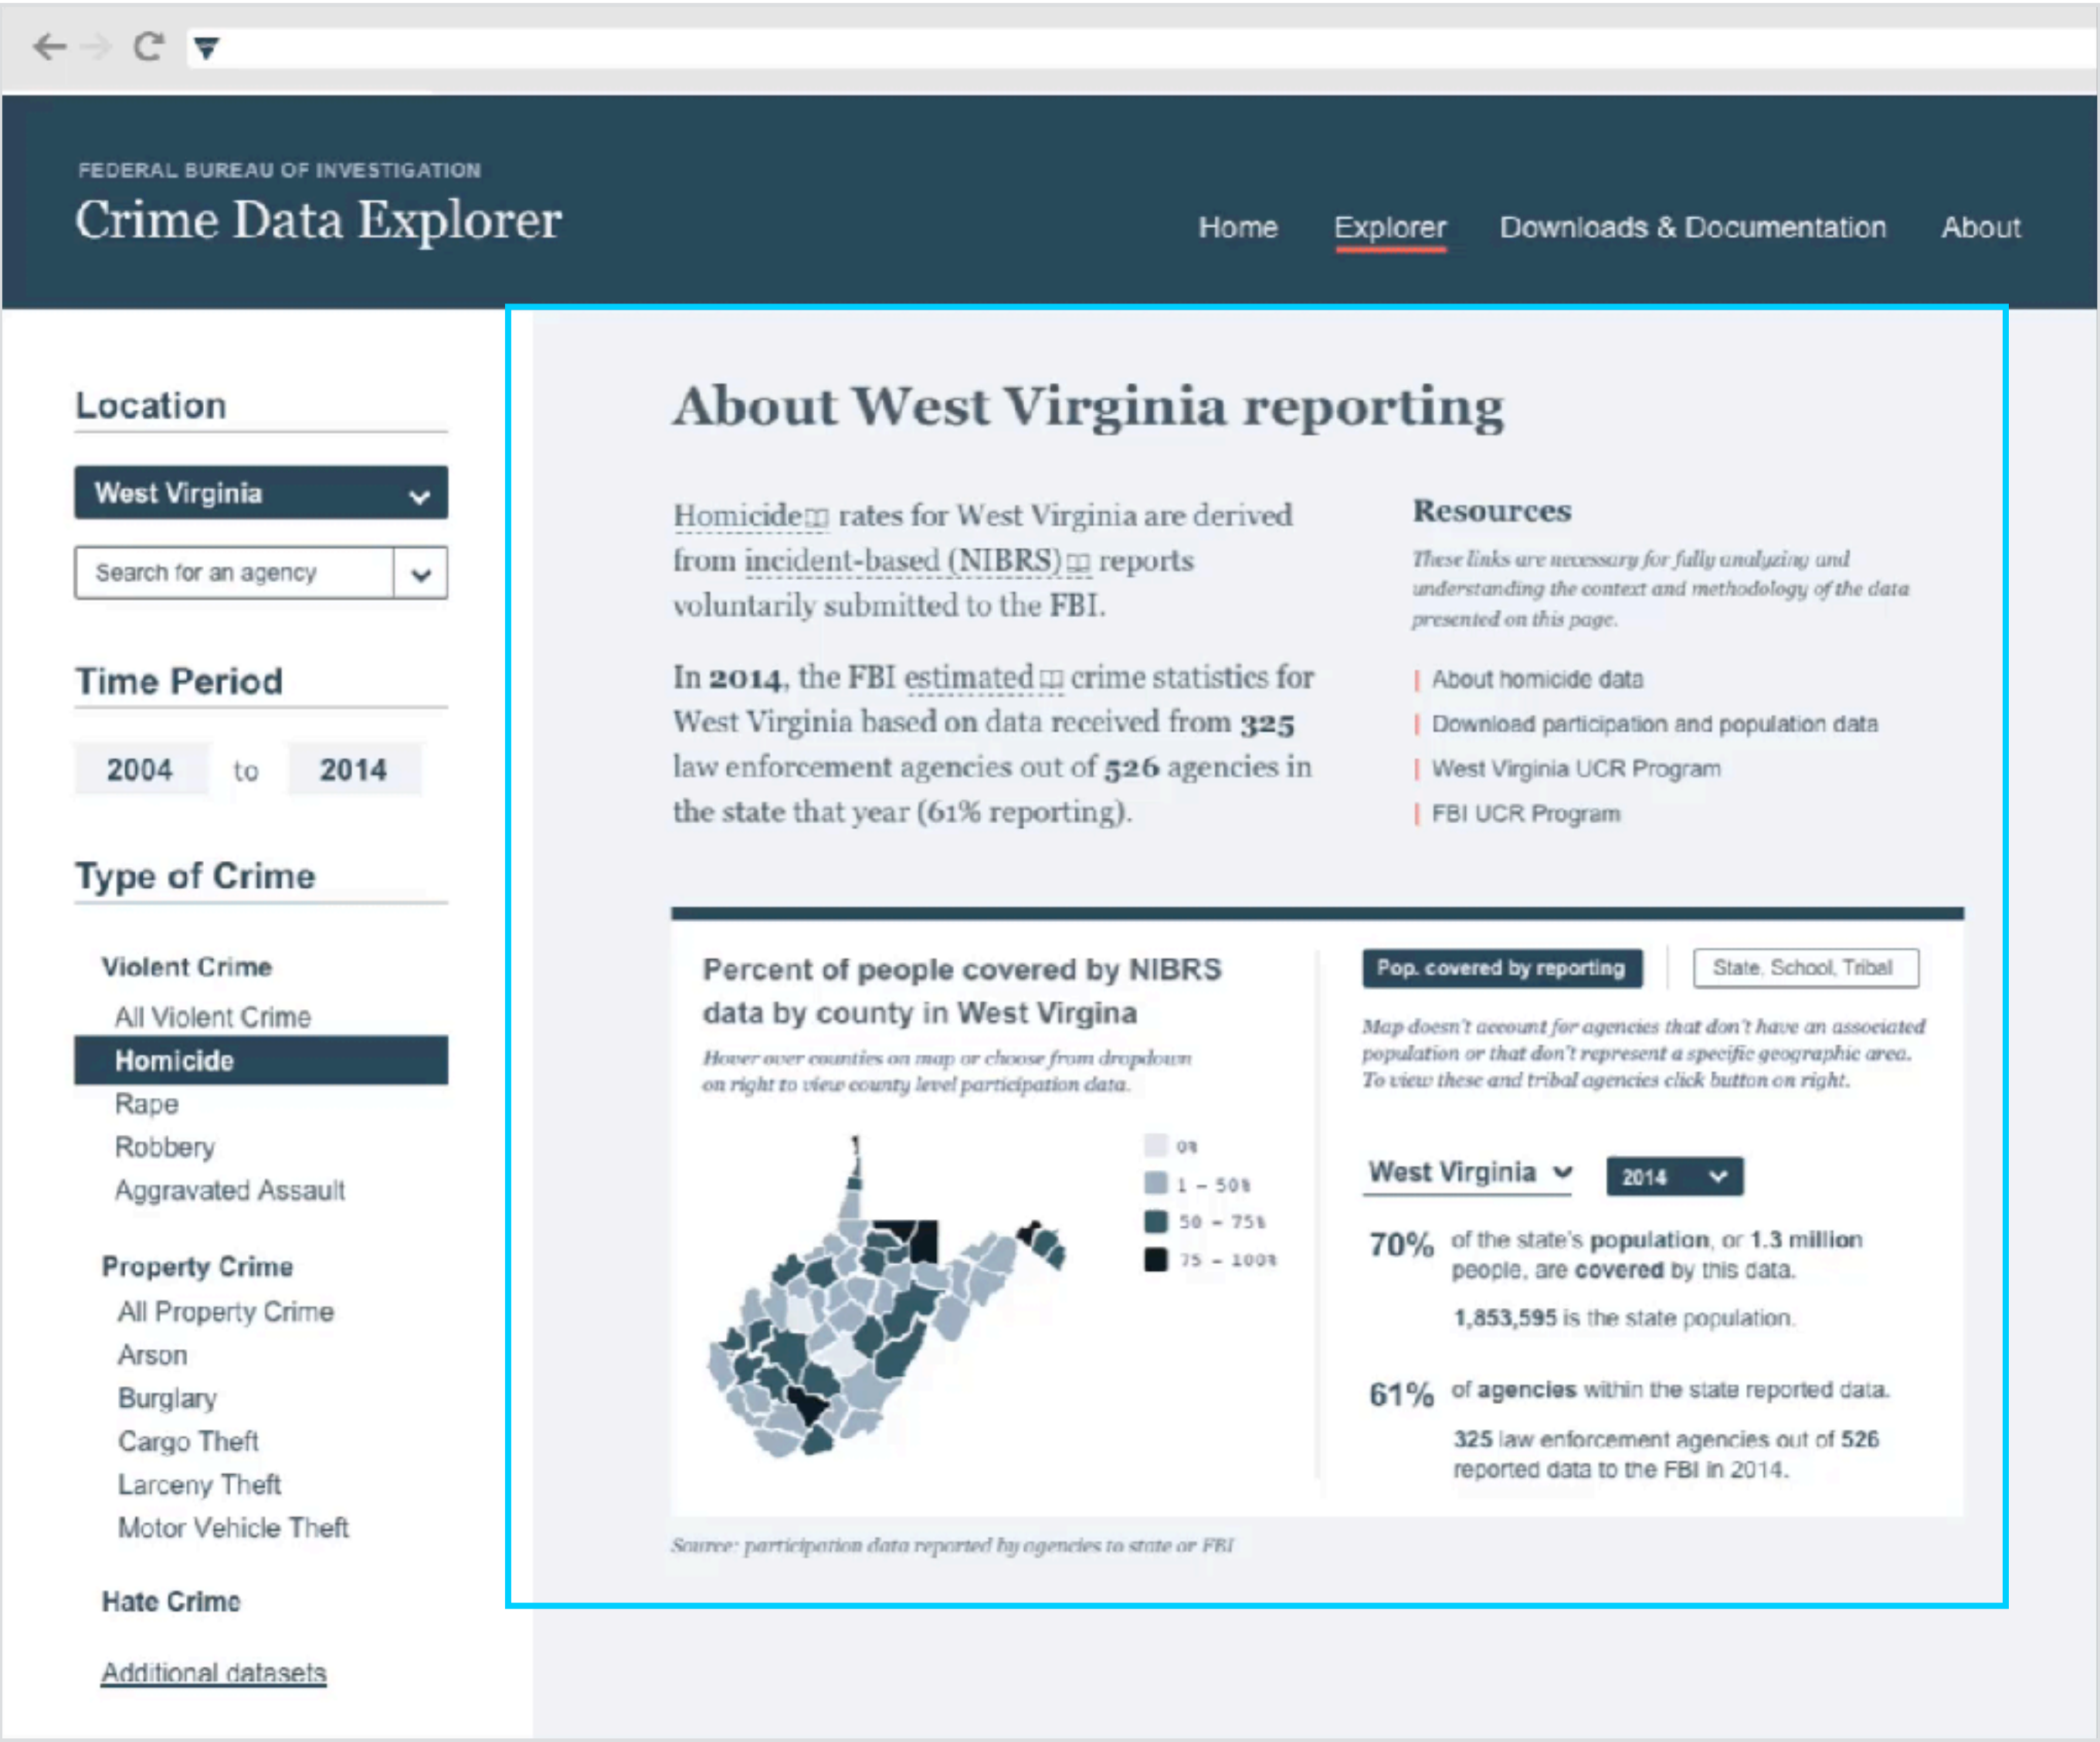 FEDERAL BUREAU OF INVESTIGATION
Crime Data Explorer
Home Explorer Downloads & Documentation About
Location
West Virginia
Search for an agency
Time Period
2004 to 2014
Type of Crime
Violent Crime
All Violent Crime
Homicide
Rape
Robbery
Aggravated Assault
Property Crime
All Property Crime
Arson
Burglary
Cargo Theft
Larceny Theft
Motor Vehicle Theft
Hate Crime
Additional datasets
About West Virginia reporting
Homicide rates for West Virginia are derived
from incident-based (NIBRS) reports
voluntarily submitted to the FBI.
In 2014, the FBI estimated crime statistics for
West Virginia based on data received from 325
law enforcement agencies out of 526 agencies in
the state that year (61% reporting).
Resources
These links are necessary for fully analyzing and
understanding the context and methodology of the data
presented on this page.
About homicide data
Download participation and population data
West Virginia UCR Program
FBI UCR Program
Percent of people covered by NIBRS
data by county in West Virgina
Hover over counties on map or choose from dropdown
on right to view county level participation data.
0%
1 - 50%
50 - 75%
75 - 100%
Pop. covered by reporting
State, School, Tribal
Map doesn't account for agencies that don't have an associated
population or that don't represent a specific geographic area.
To view these and tribal agencies click button on right.
West Virginia 2014
70% of the state's population, or 1.3 million
people, are covered by this data.
1,853,595 is the state population.
61% of agencies within the state reported data.
325 law enforcement agencies out of 526
reported data to the FBI in 2014.
Source: participation data reported by agencies to state or FBI